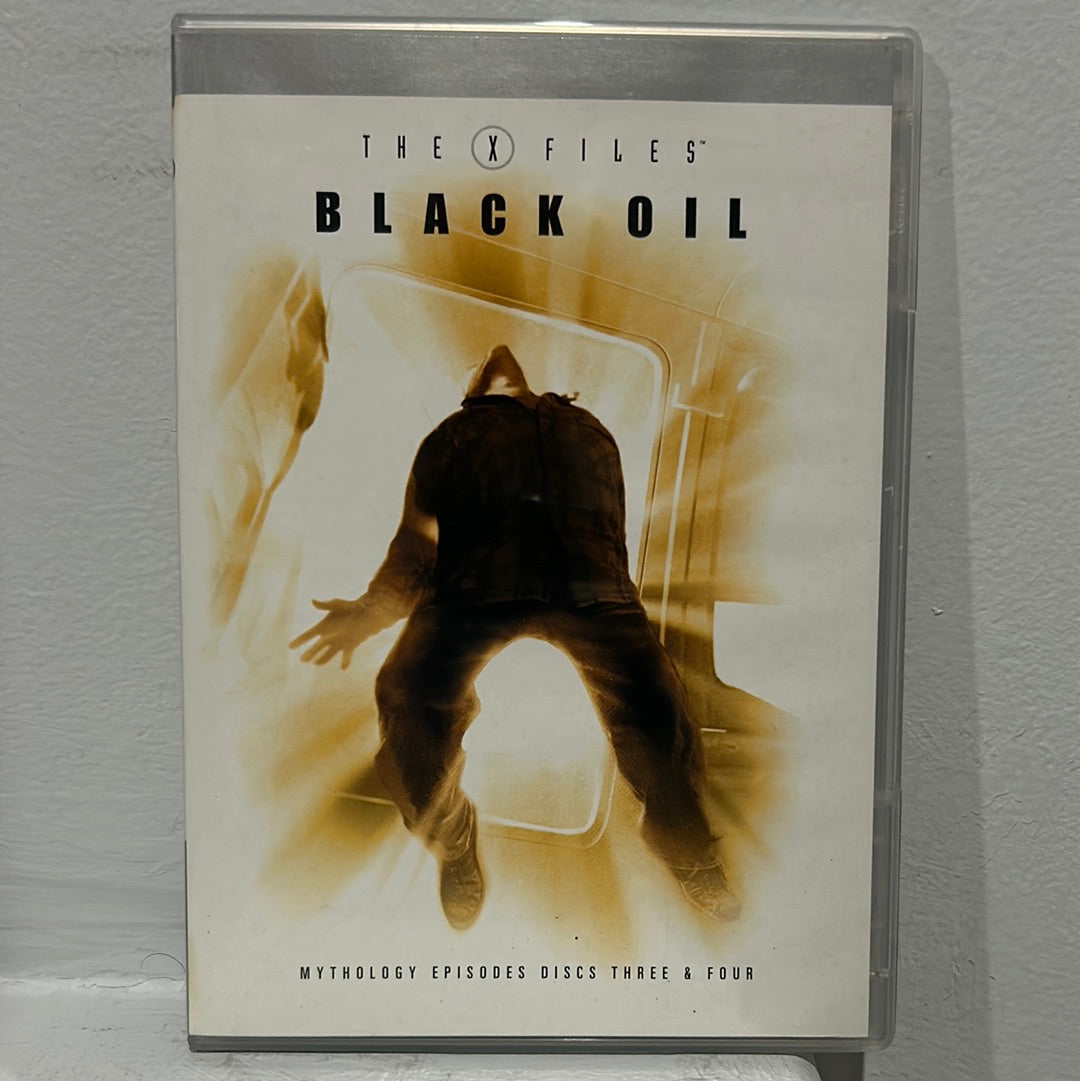 THE X FILES™
BLACK OIL
MYTHOLOGY EPISODES DISCS THREE & FOUR